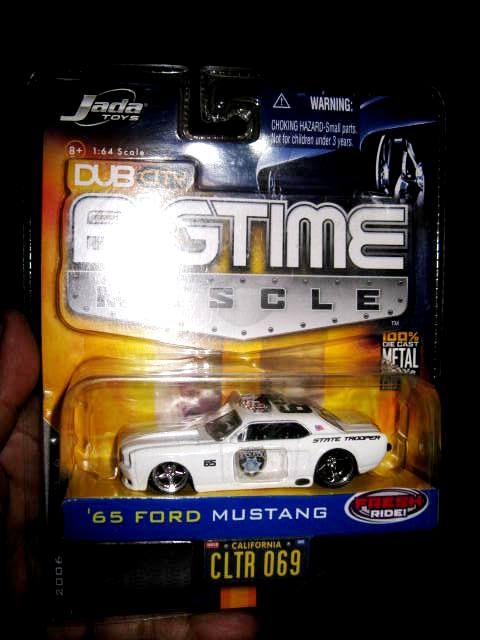 Jada
TOYS
WARNING:
CHOKING HAZARD-Small parts.
Not for children under 3 years.
8+ 1:64 Scale
DUB CITY
BIGTIME
MUSCLE
TM
100%
DIE CAST
METAL
65
STATE TROOPER
'65 FORD MUSTANG
FRESH
RIDE!
CALIFORNIA
CLTR 069
2006